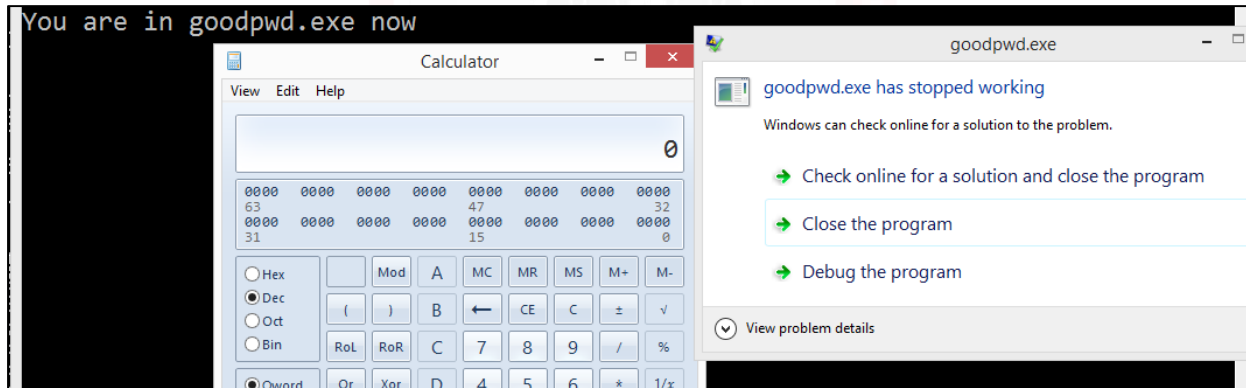 You are in goodpwd.exe now
Calculator
View Edit Help
0
0000 0000 0000 0000 0000 0000 0000 0000
63 47 32
0000 0000 0000 0000 0000 0000 0000 0000
31 15 0
Hex Mod A MC MR MS M+ M-
Dec ( ) B ← CE C ± √
Oct
Bin RoL RoR C 7 8 9 / %
Qword Or Xor D 4 5 6 * 1/x
goodpwd.exe
goodpwd.exe has stopped working
Windows can check online for a solution to the problem.
Check online for a solution and close the program
Close the program
Debug the program
View problem details